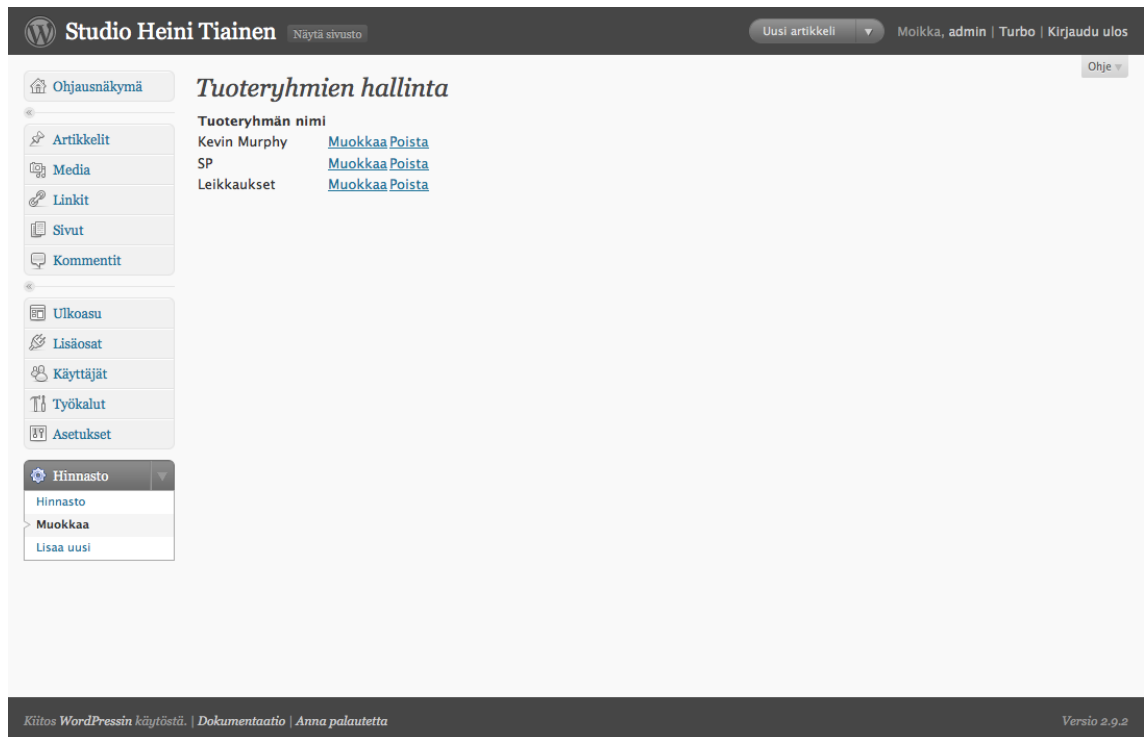 Studio Heini Tiainen Näytä sivusto Uusi artikkeli Moikka, admin | Turbo | Kirjaudu ulos
Ohje
Ohjausnäkymä
Artikkelit
Media
Linkit
Sivut
Kommentit
Ulkoasu
Lisäosat
Käyttäjät
Työkalut
Asetukset
Hinnasto
Hinnasto
Muokkaa
Lisaa uusi
Tuoteryhmien hallinta
Tuoteryhmän nimi
Kevin Murphy Muokkaa Poista
SP Muokkaa Poista
Leikkaukset Muokkaa Poista
Kiitos WordPressin käytöstä. | Dokumentaatio | Anna palautetta Versio 2.9.2